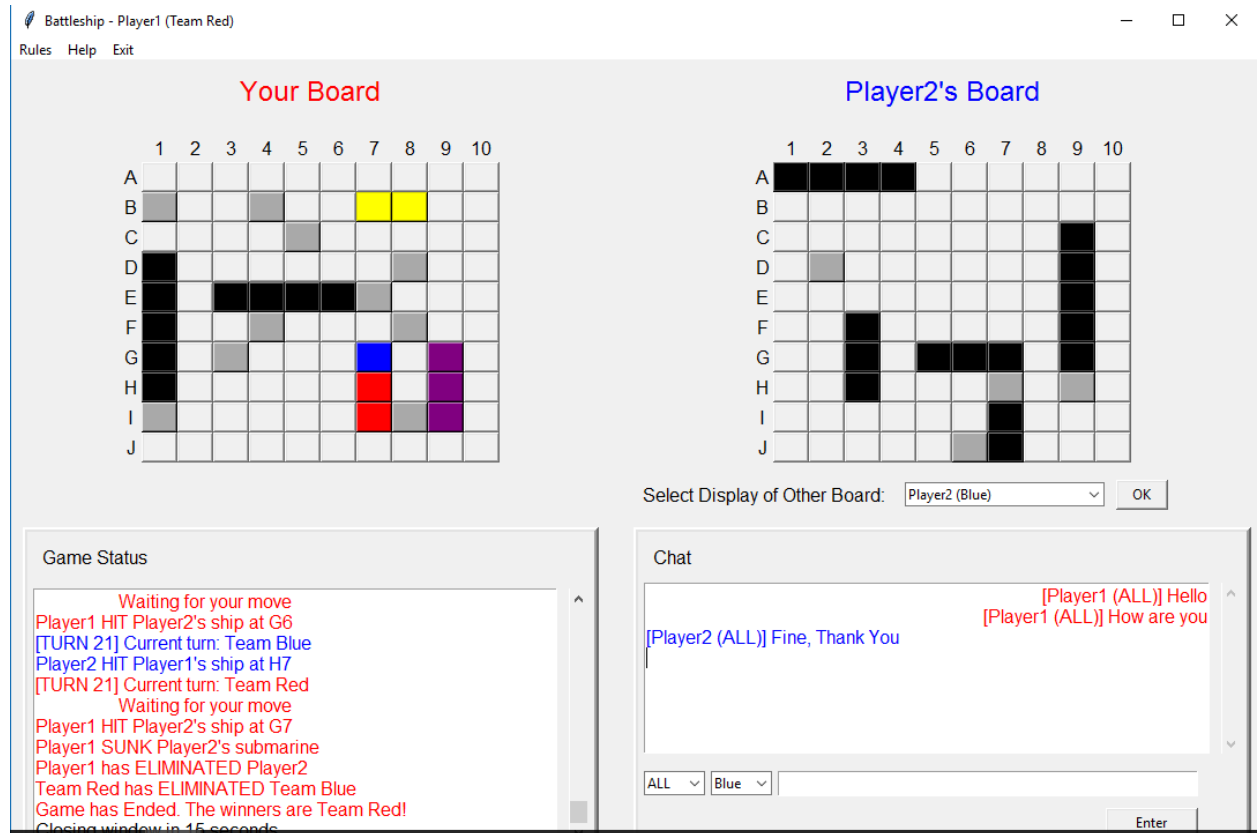 Battleship - Player1 (Team Red)
Rules Help Exit
Your Board
1 2 3 4 5 6 7 8 9 10
A
B
C
D
E
F
G
H
I
J
Player2's Board
1 2 3 4 5 6 7 8 9 10
A
B
C
D
E
F
G
H
I
J
Select Display of Other Board: Player2 (Blue) OK
Game Status
Waiting for your move
Player1 HIT Player2's ship at G6
[TURN 21] Current turn: Team Blue
Player2 HIT Player1's ship at H7
[TURN 21] Current turn: Team Red
Waiting for your move
Player1 HIT Player2's ship at G7
Player1 SUNK Player2's submarine
Player1 has ELIMINATED Player2
Team Red has ELIMINATED Team Blue
Game has Ended. The winners are Team Red!
Closing window in 15 seconds
Chat
[Player1 (ALL)] Hello
[Player1 (ALL)] How are you
[Player2 (ALL)] Fine, Thank You
ALL Blue
Enter